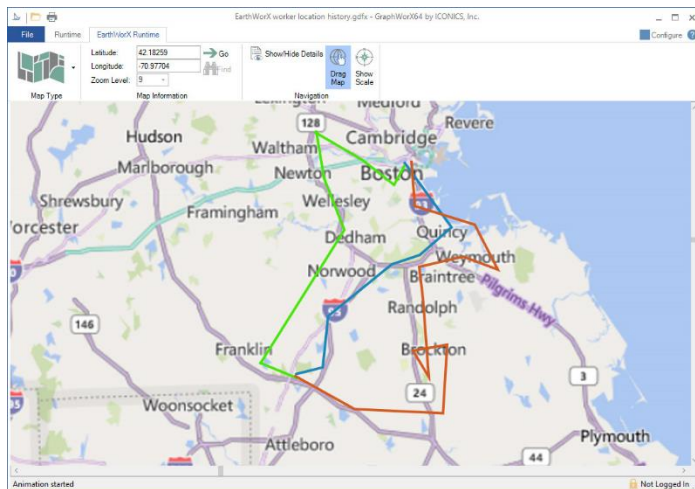 EarthWorX worker location history.gdfx - GraphWorX64 by ICONICS, Inc.
File
Runtime
EarthWorX Runtime
Configure
Latitude:
42.18259
Go
Longitude:
-70.97704
Find
Zoom Level:
9
Show/Hide Details
Drag Map
Show Scale
Map Type
Map Information
Navigation
Lexington
Medford
Revere
128
Hudson
Cambridge
Waltham
Marlborough
Newton
Boston
Shrewsbury
Wellesley
Framingham
orcester
Dedham
Quincy
Weymouth
Norwood
Braintree
Pilgrims Hwy
Randolph
146
95
Franklin
Brockton
24
3
Woonsocket
Attleboro
Plymouth
44
Animation started
Not Logged In